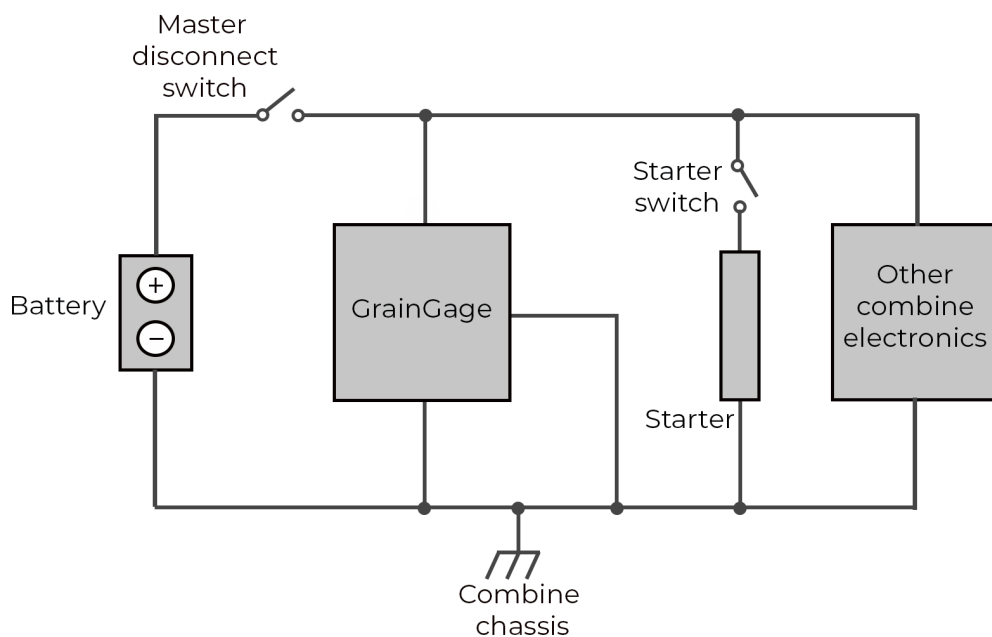 Master
disconnect
switch
Starter
switch
Battery
+
−
GrainGage
Other
combine
electronics
Starter
Combine
chassis